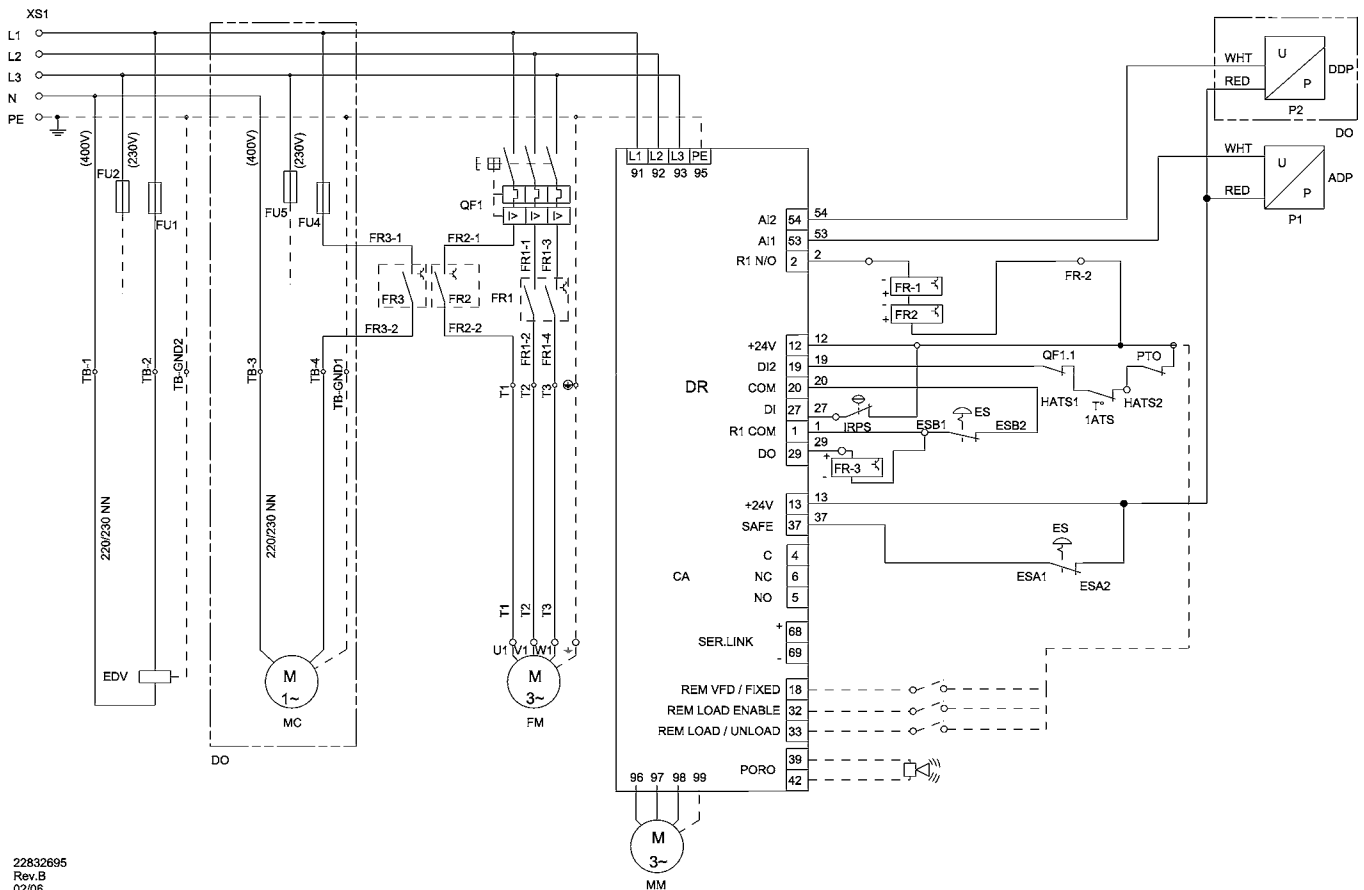 XS1
L1
L2
L3
N
PE
(400V)
(230V)
FU2
FU1
TB-1
TB-2
TB-GND2
220/230 NN
EDV
(400V)
(230V)
FU5
FU4
TB-3
TB-4
TB-GND1
220/230 NN
M
1~
MC
DO
FR3-1
FR2-1
FR3
FR2
FR3-2
FR2-2
QF1
I>
I>
I>
FR1-1
FR1-3
FR1
FR1-2
FR1-4
T1
T2
T3
T1
T2
T3
U1
V1
W1
M
3~
FM
L1 L2 L3 PE
91 92 93 95
DR
CA
AI2 54 54
AI1 53 53
R1 N/O 2 2
+24V 12 12
DI2 19 19
COM 20 20
DI 27 27
R1 COM 1 1
DO 29 29
+24V 13 13
SAFE 37 37
C 4
NC 6
NO 5
SER.LINK + 68
69
-
REM VFD / FIXED 18
REM LOAD ENABLE 32
REM LOAD / UNLOAD 33
PORO 39
42
96 97 98 99
M
3~
MM
- FR-1
+
- FR2
+
FR-2
QF1.1
PTO
HATS1
T°
HATS2
1ATS
IRPS
ESB1
ES
ESB2
+ FR-3
-
ES
ESA1
ESA2
WHT
RED
U
P
DDP
P2
DO
WHT
RED
U
P
ADP
P1
22832695
Rev.B
02/06